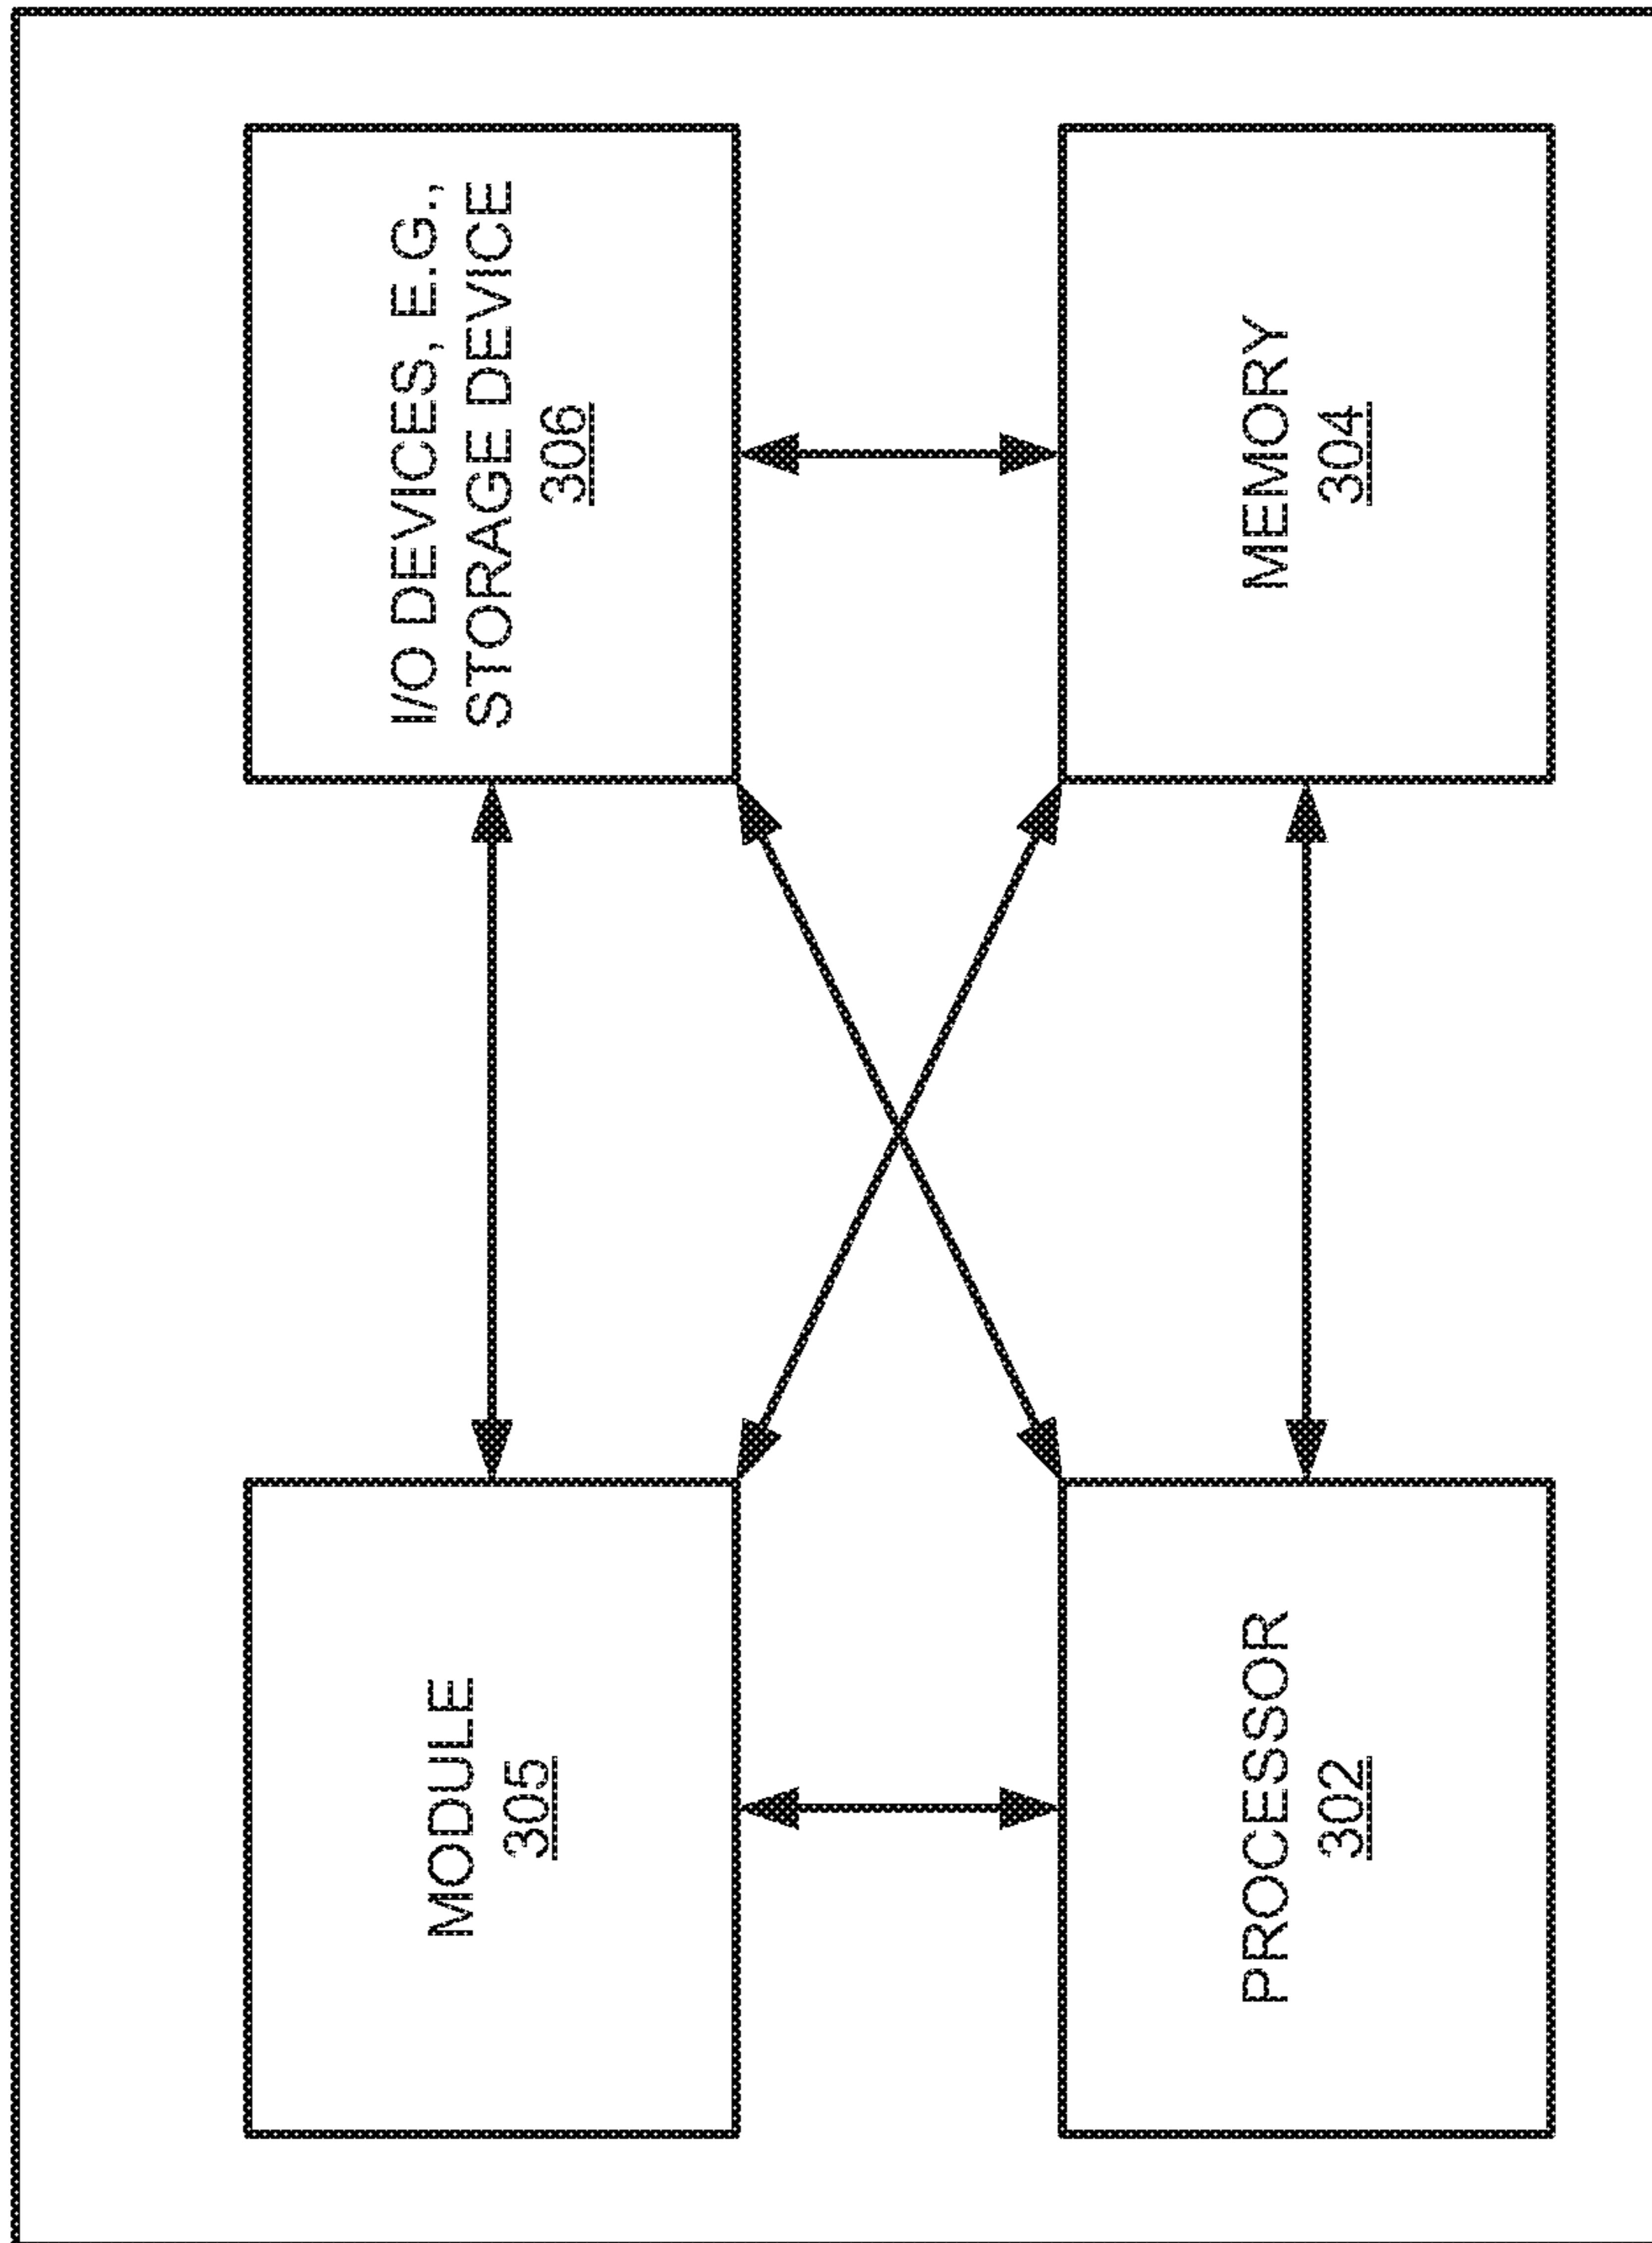 MODULE
305
I/O DEVICES, E.G.,
STORAGE DEVICE
306
PROCESSOR
302
MEMORY
304